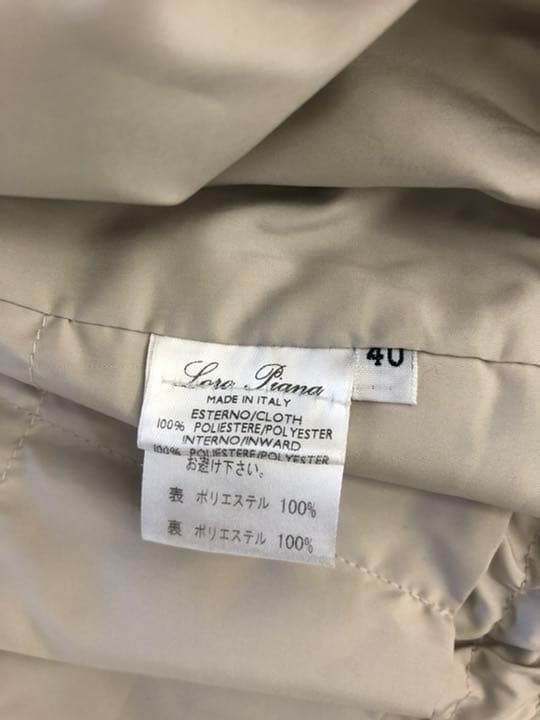 Loro Piana
40
MADE IN ITALY
ESTERNO/CLOTH
100% POLIESTERE/POLYESTER
INTERNO/INWARD
100% POLIESTERE/POLYESTER
お避け下さい。
表 ポリエステル 100%
裏 ポリエステル 100%